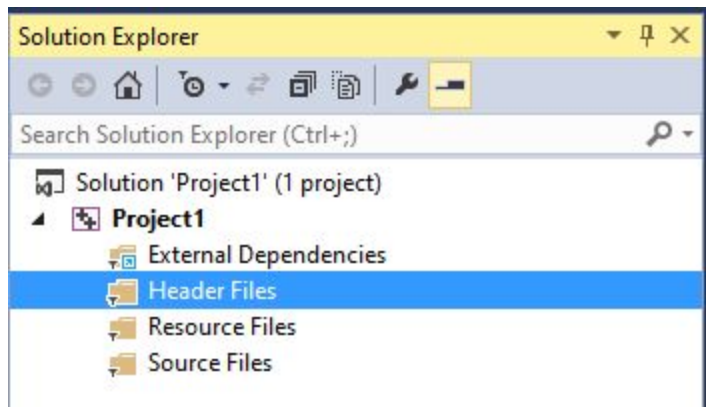 Solution Explorer
Search Solution Explorer (Ctrl+;)
Solution 'Project1' (1 project)
Project1
External Dependencies
Header Files
Resource Files
Source Files